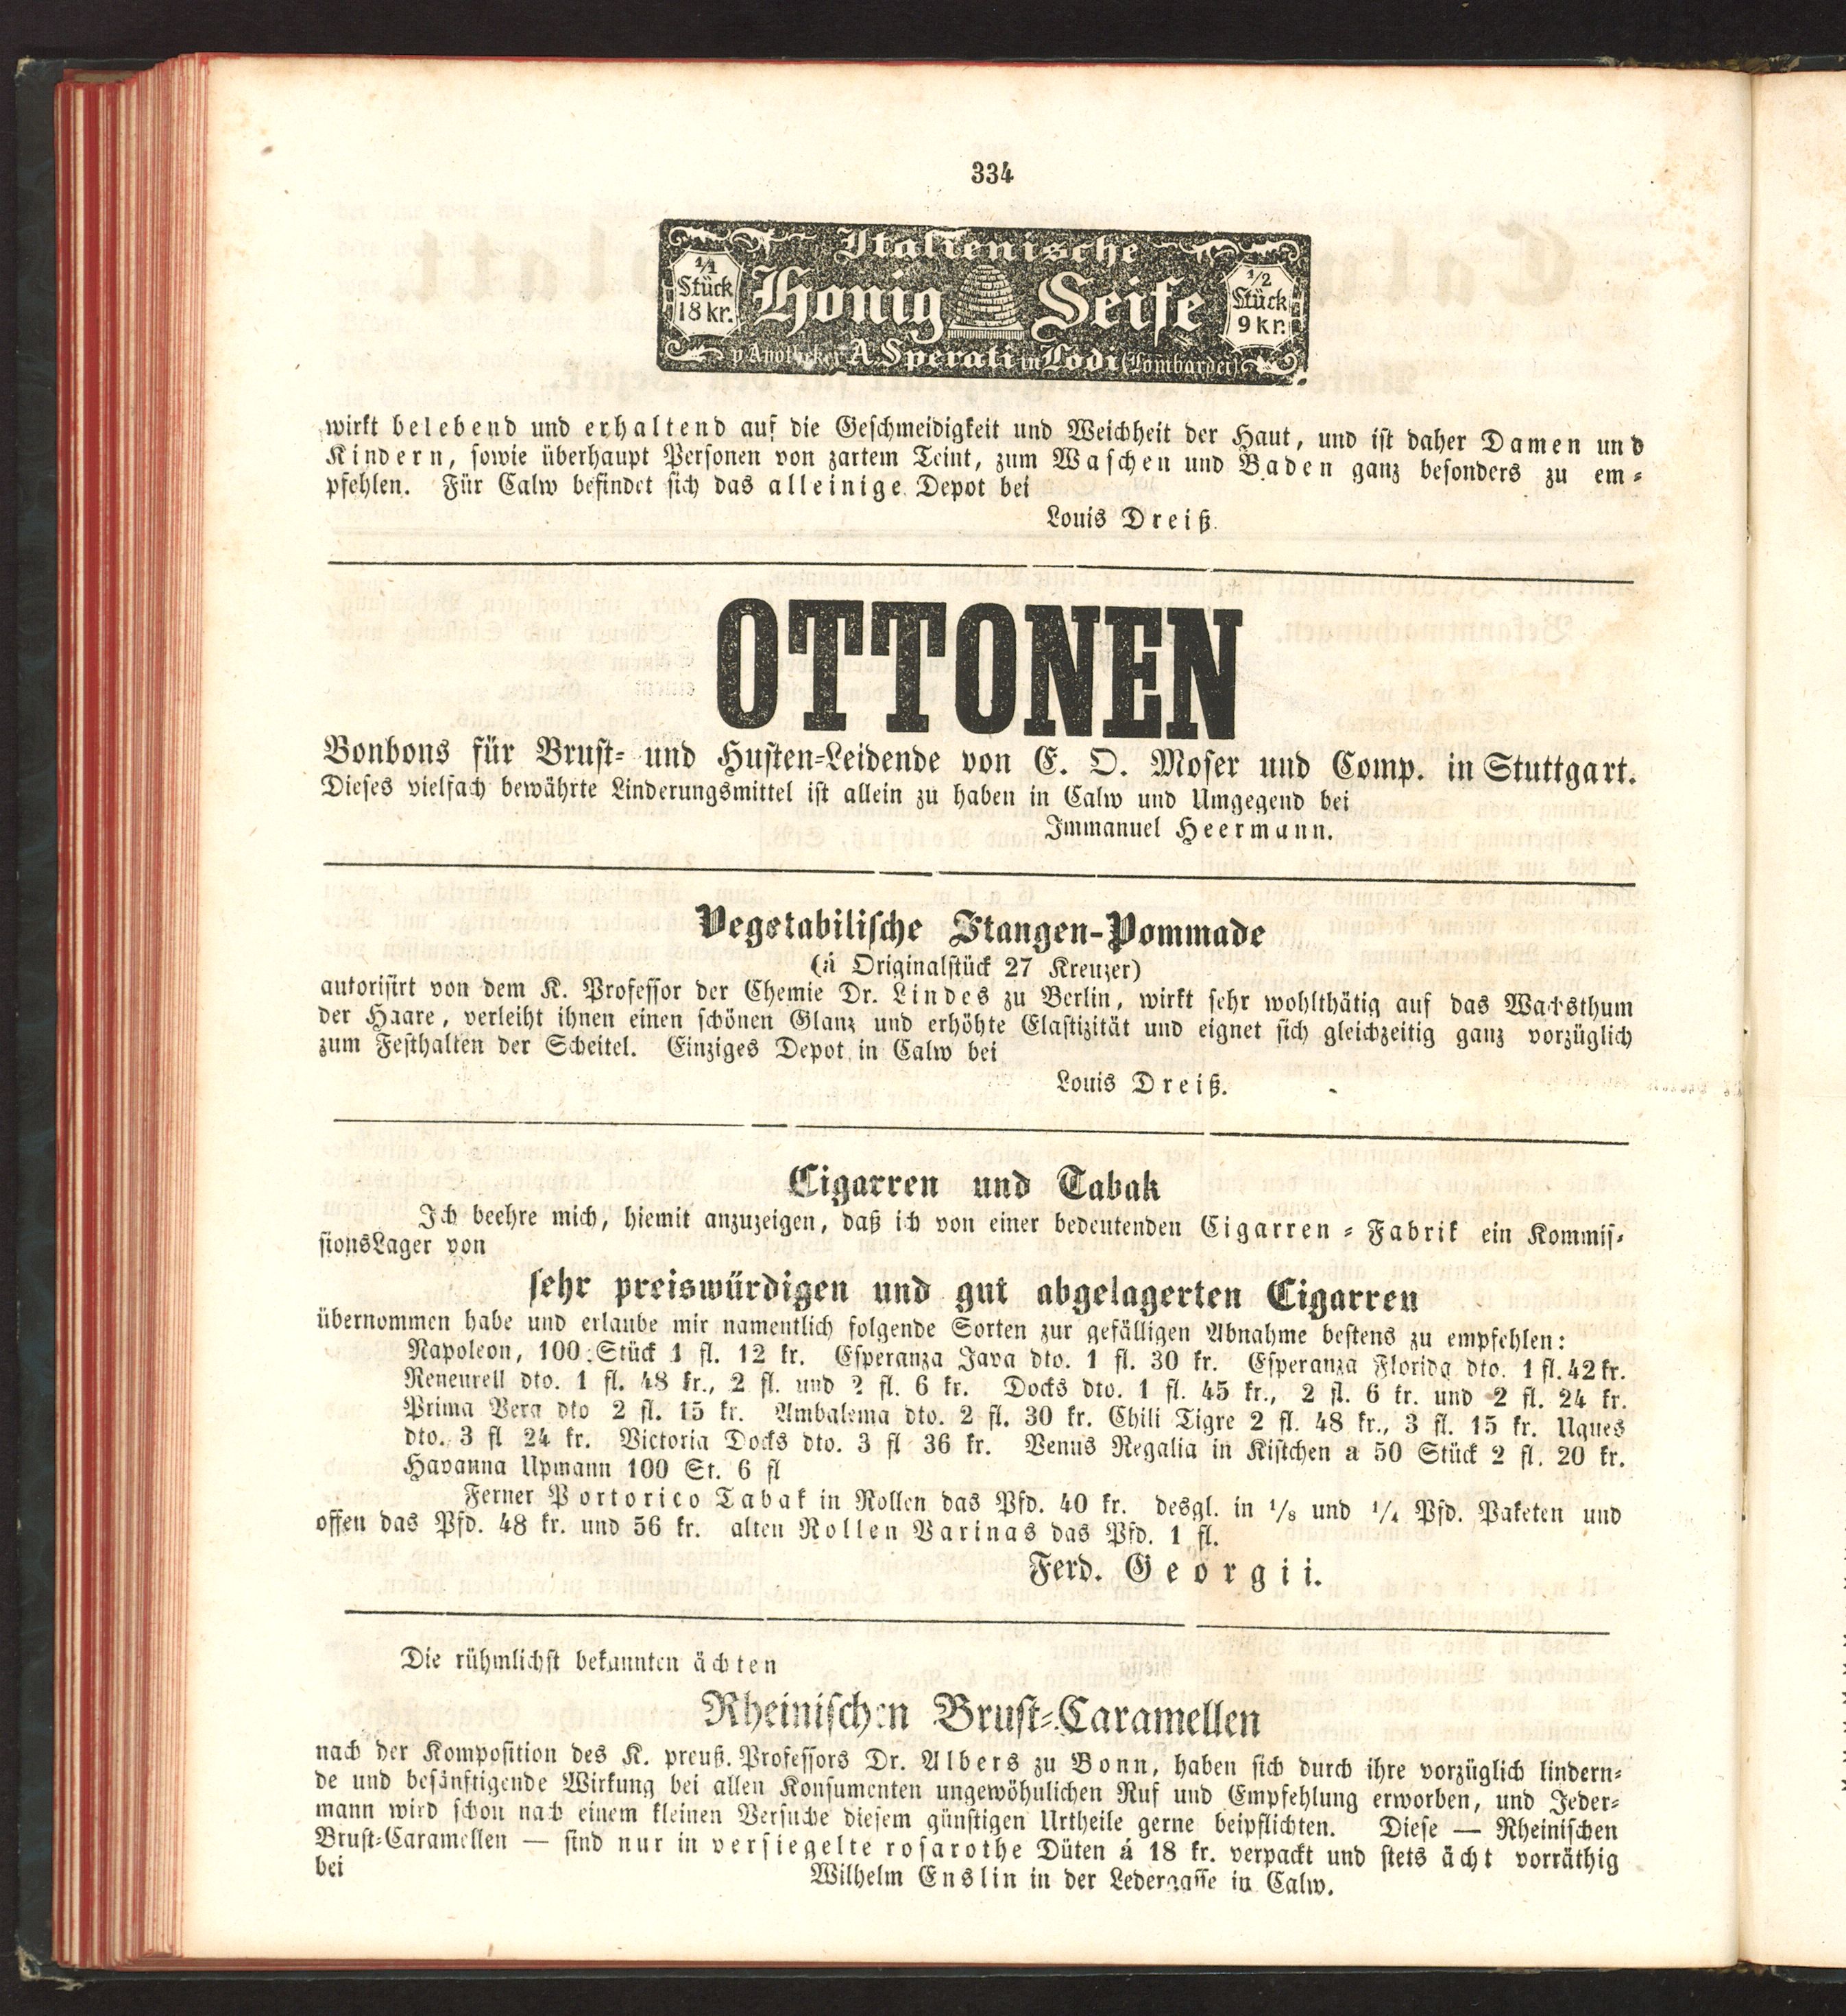 334
Italienische
1/1 Stück 18 kr.
Honig Seife
1/2 Stück 9 kr.
p. Apotheker A. Sperati in Lodi (Lombardei)
wirkt belebend und erhaltend auf die Geschmeidigkeit und Weichheit der Haut, und ist daher Damen und
Kindern, sowie überhaupt Personen von zartem Teint, zum Waschen und Baden ganz besonders zu em-
pfehlen. Für Calw befindet sich das alleinige Depot bei
Louis Dreiß.
OTTONEN
Bonbons für Brust- und Husten-Leidende von E. O. Moser und Comp. in Stuttgart.
Dieses vielfach bewährte Linderungsmittel ist allein zu haben in Calw und Umgegend bei
Immanuel Heermann.
Vegetabilische Stangen-Pommade
(á Originalstück 27 Kreuzer)
autorisirt von dem K. Professor der Chemie Dr. Lindes zu Berlin, wirkt sehr wohlthätig auf das Wachsthum
der Haare, verleiht ihnen einen schönen Glanz und erhöhte Elastizität und eignet sich gleichzeitig ganz vorzüglich
zum Festhalten der Scheitel. Einziges Depot in Calw bei
Louis Dreiß.
Cigarren und Tabak
Ich beehre mich, hiemit anzuzeigen, daß ich von einer bedeutenden Cigarren-Fabrik ein Kommis-
sionsLager von
sehr preiswürdigen und gut abgelagerten Cigarren
übernommen habe und erlaube mir namentlich folgende Sorten zur gefälligen Abnahme bestens zu empfehlen:
Napoleon, 100 Stück 1 fl. 12 kr. Esperanza Java dto. 1 fl. 30 kr. Esperanza Florida dto. 1 fl. 42 kr.
Reneurell dto. 1 fl. 48 kr., 2 fl. und 2 fl. 6 kr. Docks dto. 1 fl. 45 kr., 2 fl. 6 kr. und 2 fl. 24 kr.
Prima Vera dto 2 fl. 15 kr. Ambalema dto. 2 fl. 30 kr. Chili Tigre 2 fl. 48 kr., 3 fl. 15 kr. Ugues
dto. 3 fl 24 kr. Victoria Docks dto. 3 fl 36 kr. Venus Regalia in Kistchen a 50 Stück 2 fl. 20 kr.
Havanna Upmann 100 St. 6 fl
Ferner Portorico Tabak in Rollen das Pfd. 40 kr. desgl. in 1/8 und 1/4 Pfd. Paketen und
offen das Pfd. 48 kr. und 56 kr. alten Rollen Varinas das Pfd. 1 fl.
Ferd. Georgii.
Die rühmlichst bekannten ächten
Rheinischen Brust-Caramellen
nach der Komposition des K. preuß. Professors Dr. Albers zu Bonn, haben sich durch ihre vorzüglich lindern-
de und besänftigende Wirkung bei allen Konsumenten ungewöhulichen Ruf und Empfehlung erworben, und Jeder-
mann wird schon nach einem kleinen Versuche diesem günstigen Urtheile gerne beipflichten. Diese — Rheinischen
Brust-Caramellen — sind nur in versiegelte rosarothe Düten á 18 kr. verpackt und stets ächt vorräthig
bei Wilhelm Enslin in der Ledergasse in Calw.